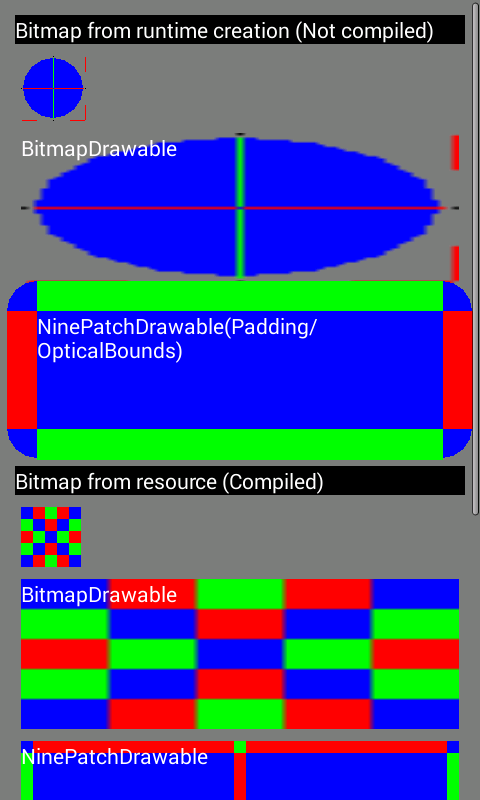 Bitmap from runtime creation (Not compiled)
BitmapDrawable
NinePatchDrawable(Padding/
OpticalBounds)
Bitmap from resource (Compiled)
BitmapDrawable
NinePatchDrawable